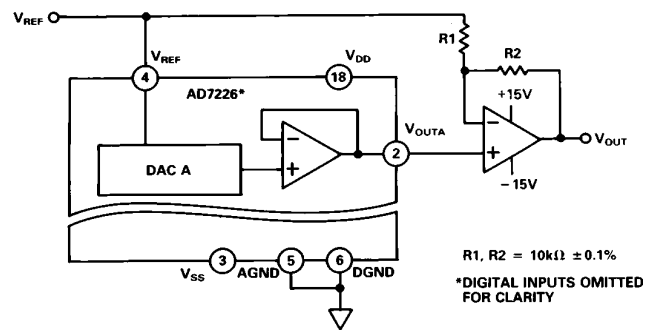 VREF
R1
R2
VREF
4
VDD
18
AD7226*
+15V
VOUTA
2
−
+
−
+
VOUT
DAC A
−15V
VSS
3
AGND
5
6
DGND
R1, R2 = 10kΩ ±0.1%
*DIGITAL INPUTS OMITTED
FOR CLARITY